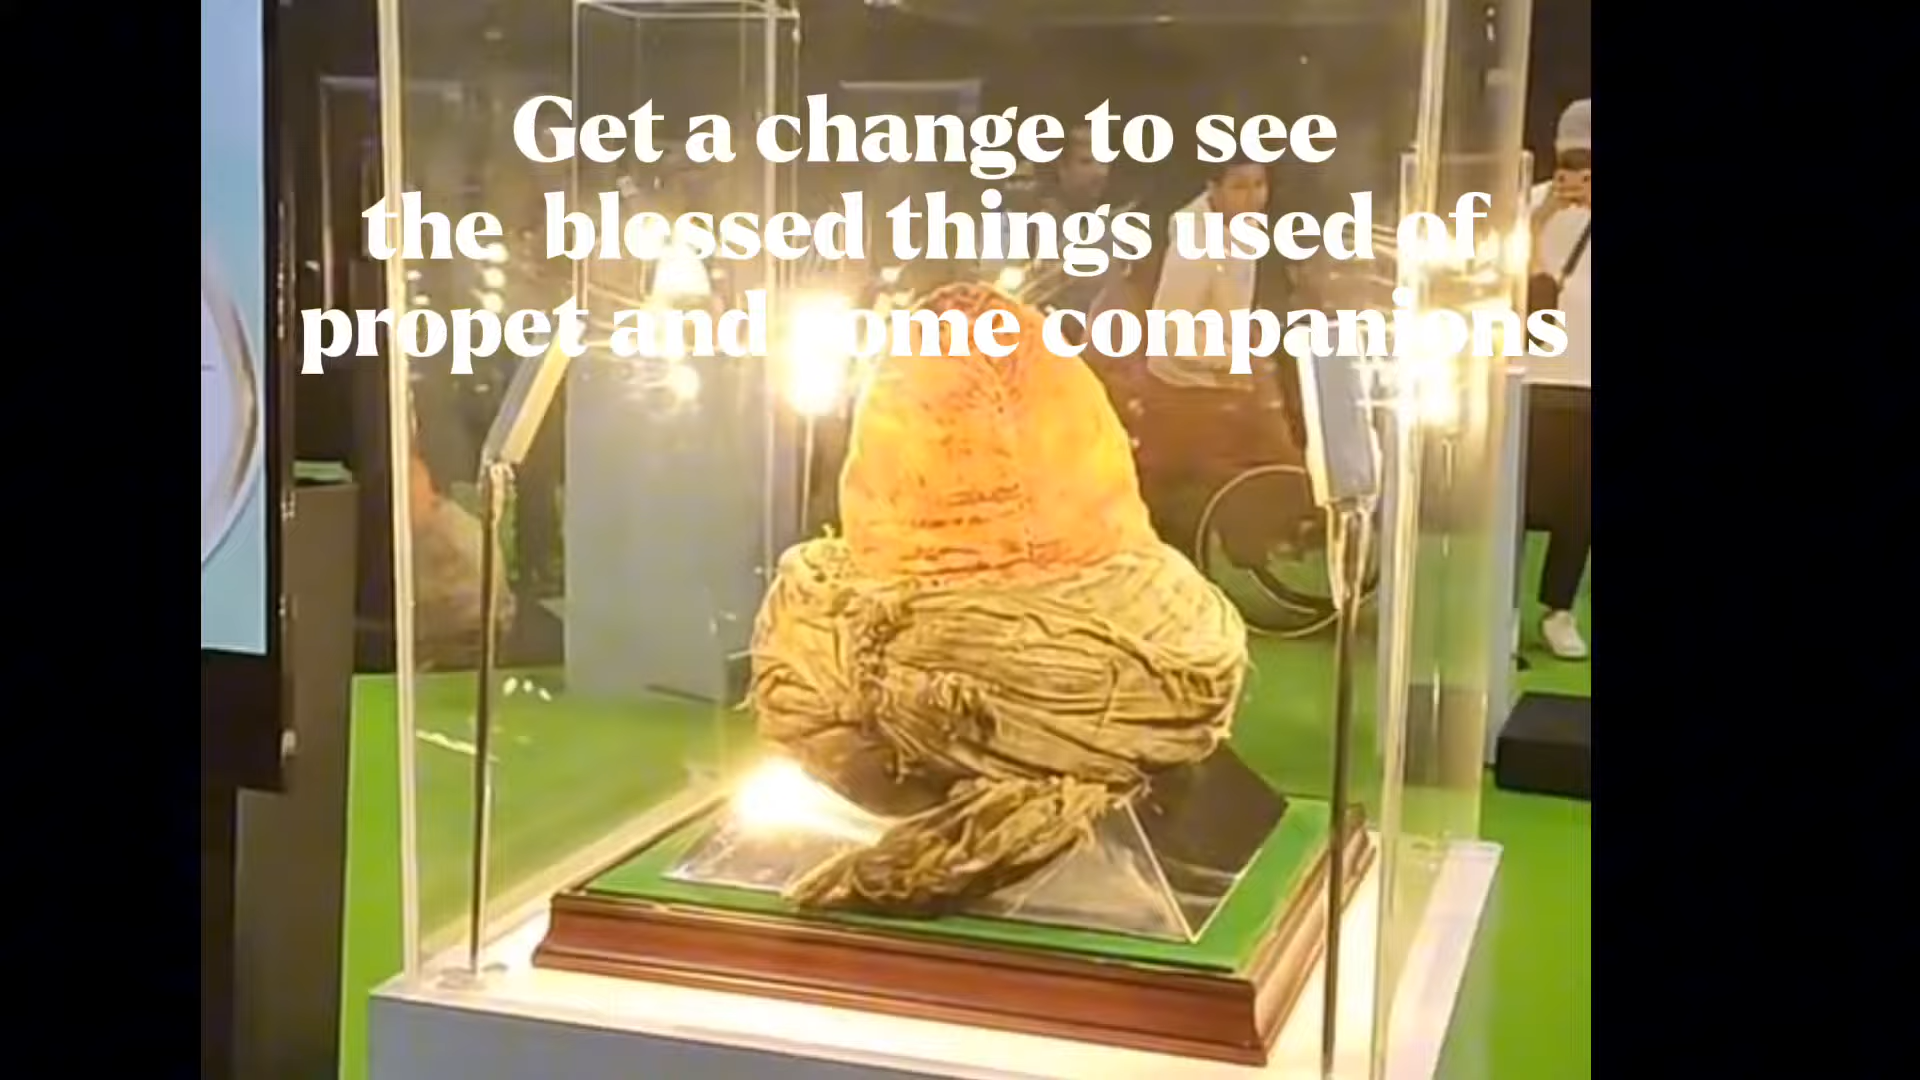 Get a change to see
the blessed things used of
propet and some companions